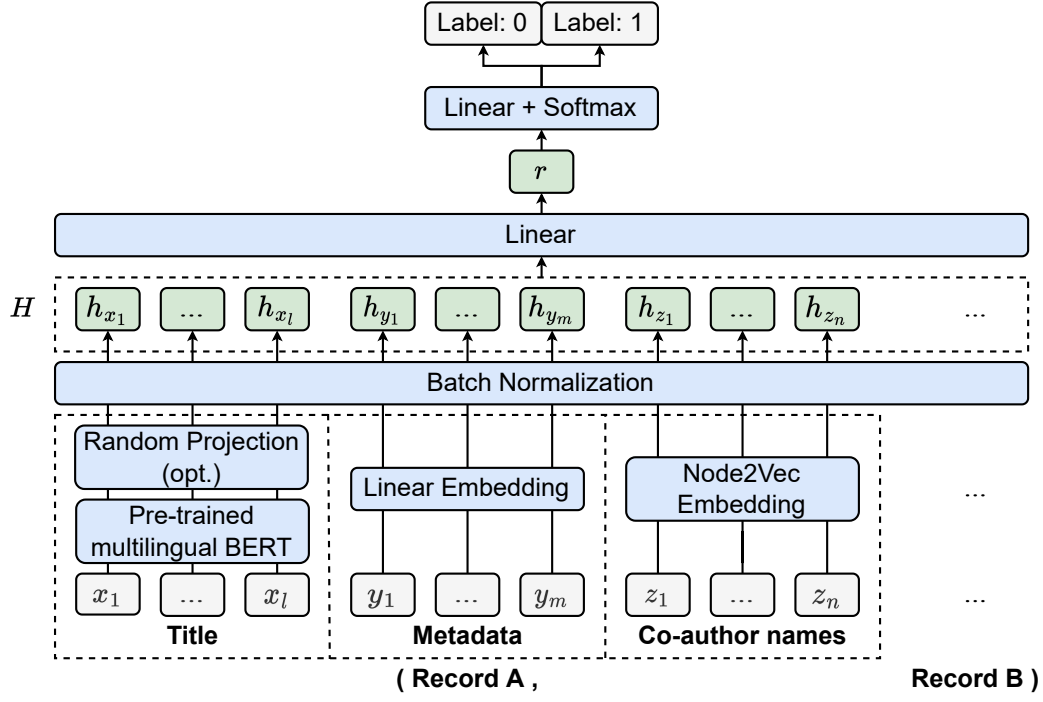 Label: 0 Label: 1
Linear + Softmax
r
Linear
H h_{x_1} ... h_{x_l} h_{y_1} ... h_{y_m} h_{z_1} ... h_{z_n} ...
Batch Normalization
Random Projection
(opt.)
Pre-trained
multilingual BERT
Linear Embedding
Node2Vec
Embedding
...
x_1 ... x_l y_1 ... y_m z_1 ... z_n ...
Title Metadata Co-author names
( Record A , Record B )